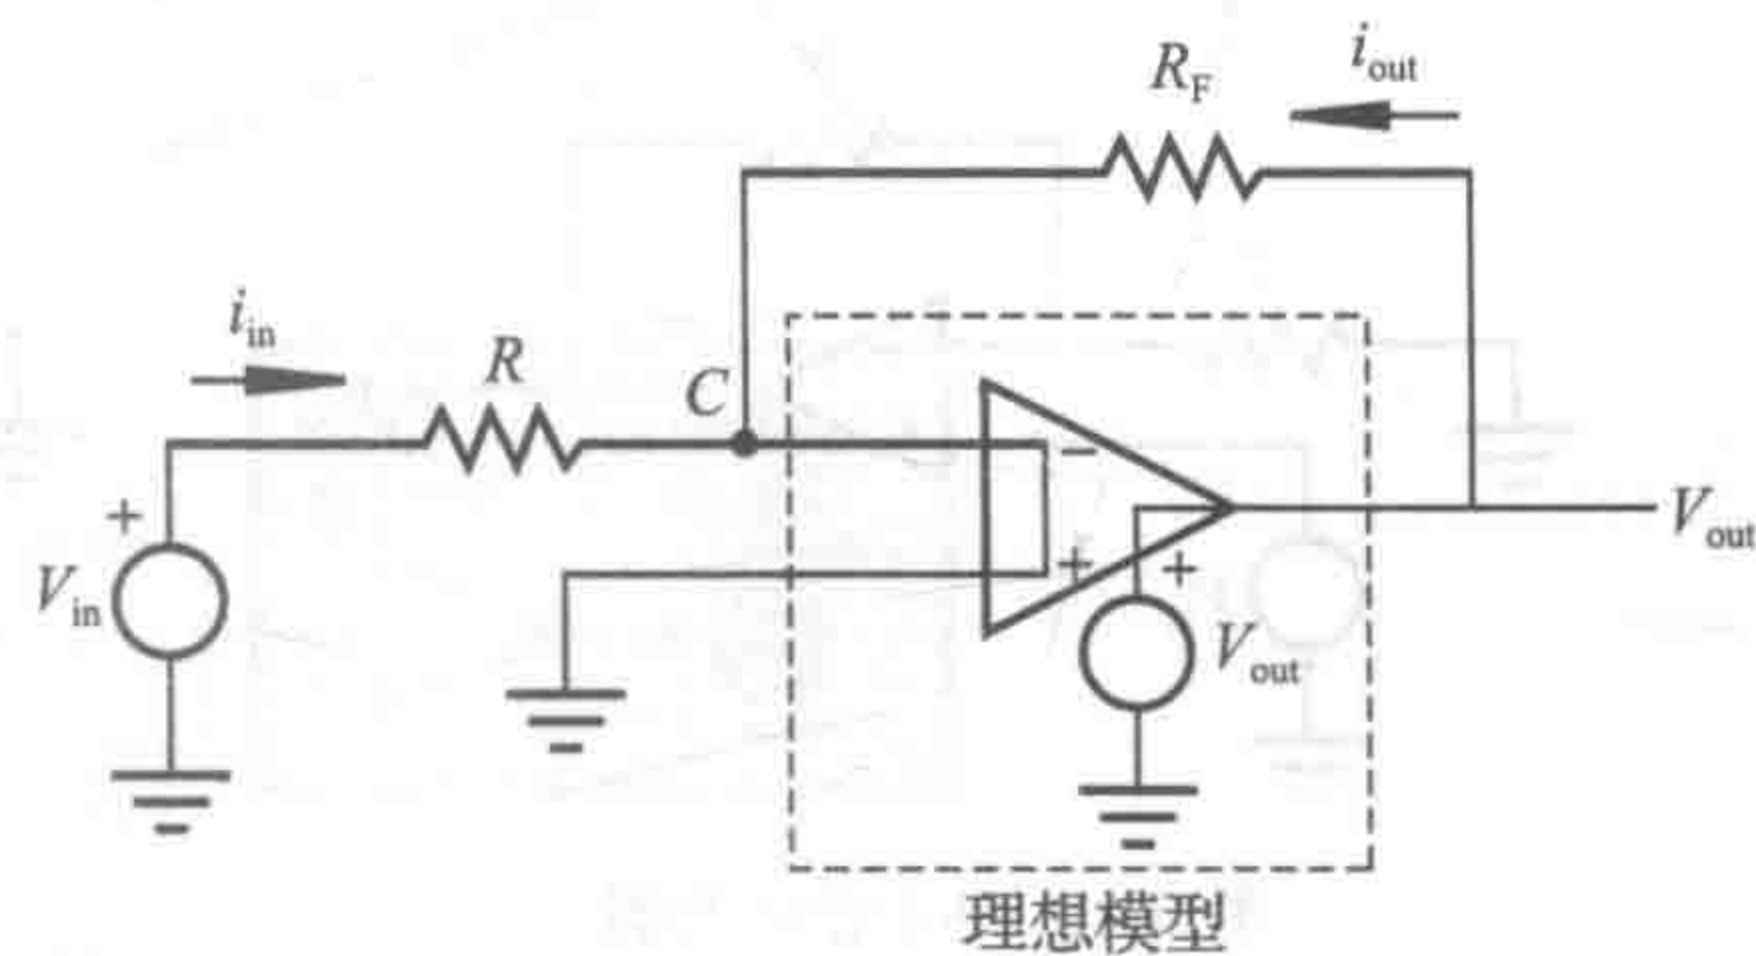 R_F
i_out
i_in
R
C
−
+
V_in
+
+
V_out
V_out
理想模型